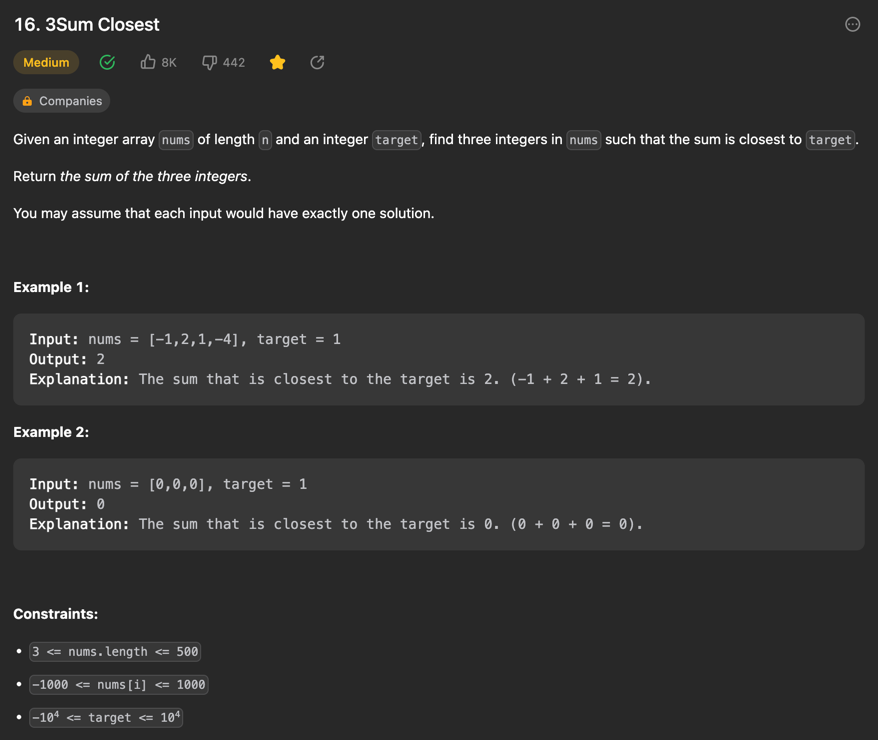 16. 3Sum Closest
Medium 8K 442
Companies
Given an integer array nums of length n and an integer target, find three integers in nums such that the sum is closest to target.
Return the sum of the three integers.
You may assume that each input would have exactly one solution.
Example 1:
Input: nums = [-1,2,1,-4], target = 1
Output: 2
Explanation: The sum that is closest to the target is 2. (-1 + 2 + 1 = 2).
Example 2:
Input: nums = [0,0,0], target = 1
Output: 0
Explanation: The sum that is closest to the target is 0. (0 + 0 + 0 = 0).
Constraints:
• 3 <= nums.length <= 500
• -1000 <= nums[i] <= 1000
• -10⁴ <= target <= 10⁴